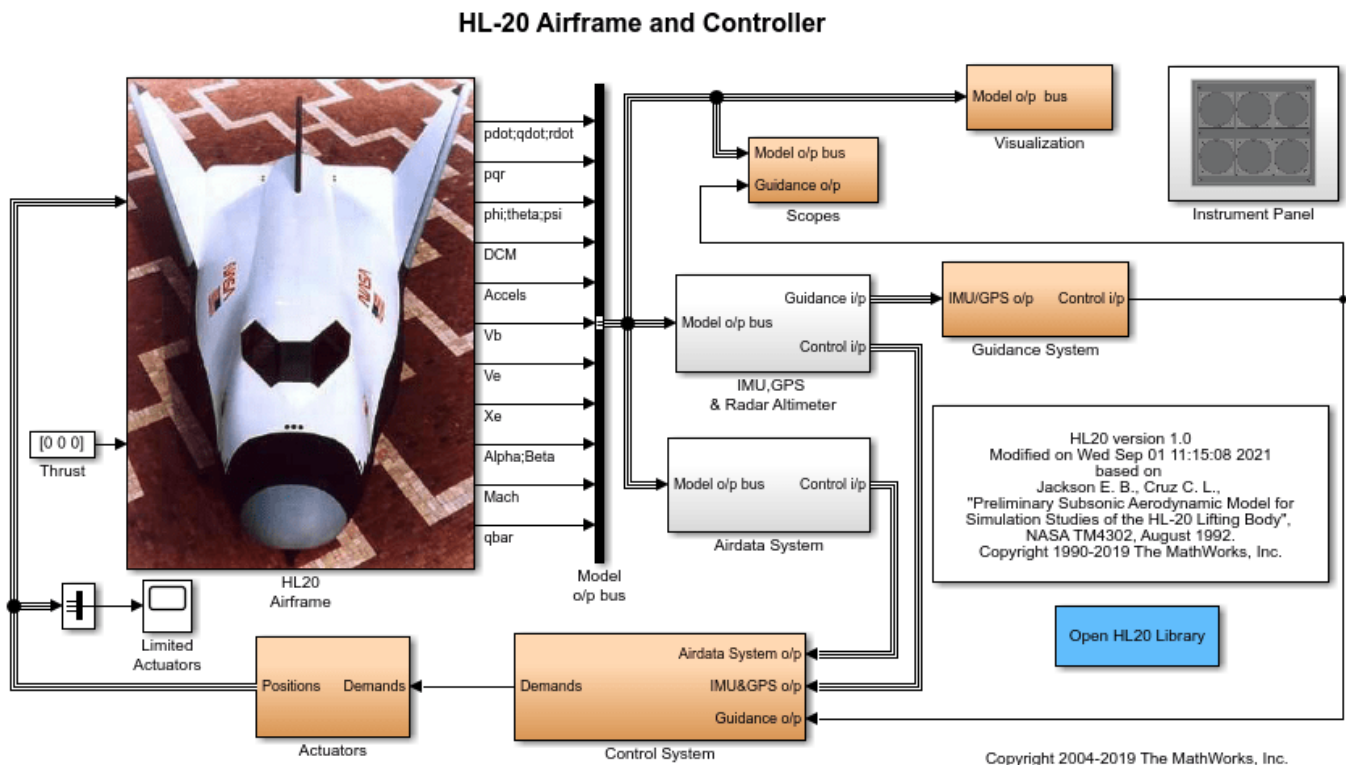 HL-20 Airframe and Controller
pdot;qdot;rdot
pqr
phi;theta;psi
DCM
Accels
Vb
Ve
Xe
Alpha;Beta
Mach
qbar
NASA
[0 0 0]
Thrust
HL20
Airframe
Model
o/p bus
Model o/p bus
Visualization
Model o/p bus
Guidance o/p
Scopes
Instrument Panel
Guidance i/p
Model o/p bus
Control i/p
IMU,GPS
& Radar Altimeter
IMU/GPS o/p
Control i/p
Guidance System
Model o/p bus
Control i/p
Airdata System
HL20 version 1.0
Modified on Wed Sep 01 11:15:08 2021
based on
Jackson E. B., Cruz C. L.,
"Preliminary Subsonic Aerodynamic Model for
Simulation Studies of the HL-20 Lifting Body",
NASA TM4302, August 1992.
Copyright 1990-2019 The MathWorks, Inc.
Open HL20 Library
Limited
Actuators
Positions
Demands
Actuators
Demands
Airdata System o/p
IMU&GPS o/p
Guidance o/p
Control System
Copyright 2004-2019 The MathWorks, Inc.